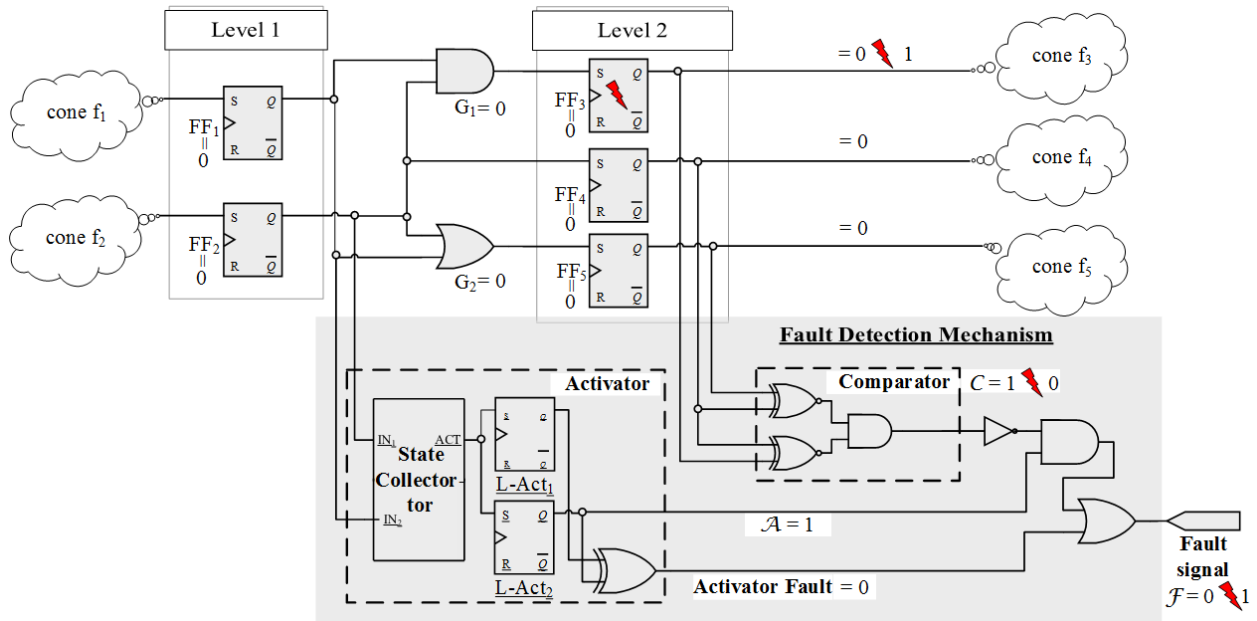 Level 1
Level 2
cone f1
cone f2
cone f3
cone f4
cone f5
S Q
R Q
FF1
=
0
S Q
R Q
FF2
=
0
G1= 0
G2= 0
S Q
R Q
FF3
=
0
S Q
R Q
FF4
=
0
S Q
R Q
FF5
=
0
= 0 1
= 0
= 0
Fault Detection Mechanism
Activator
Comparator
C = 1 0
IN1
ACT
State
Collector-
tor
IN2
S Q
R Q
L-Act1
S Q
R Q
L-Act2
A = 1
Activator Fault = 0
Fault
signal
F = 0 1